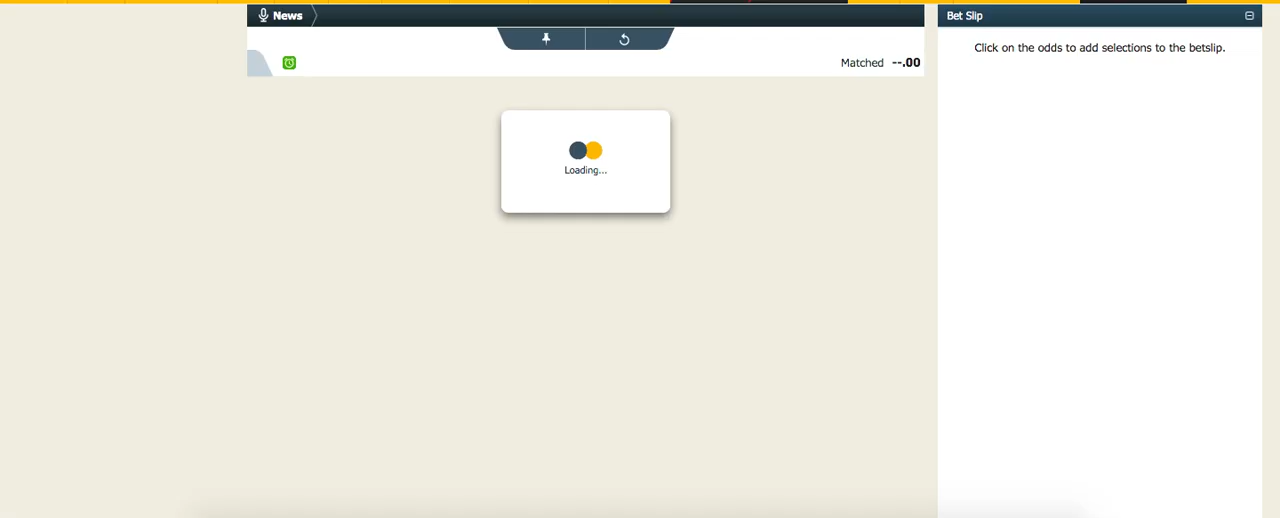 News
Bet Slip
Click on the odds to add selections to the betslip.
Matched --.00
Loading...